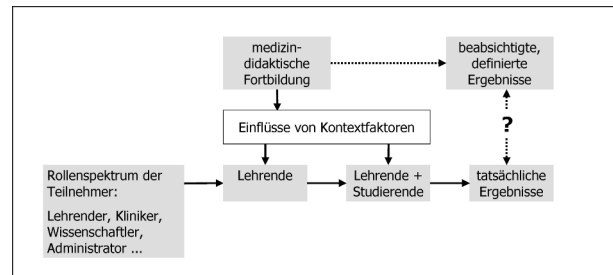 medizin-
didaktische
Fortbildung
beabsichtigte,
definierte
Ergebnisse
Einflüsse von Kontextfaktoren
?
Rollenspektrum der
Teilnehmer:
Lehrender, Kliniker,
Wissenschaftler,
Administrator ...
Lehrende
Lehrende +
Studierende
tatsächliche
Ergebnisse